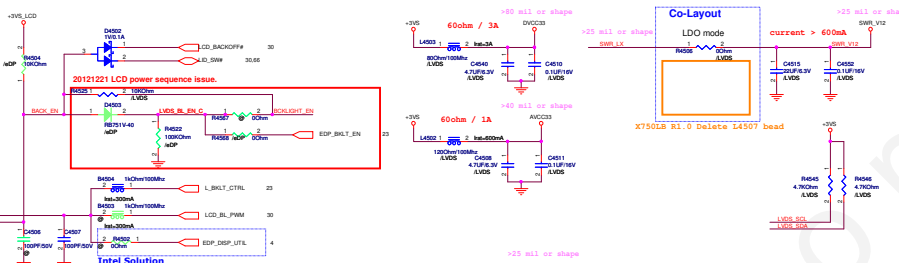 +3VS_LCD
D4502
1V/0.1A
LCD_BACKOFF# 30
LID_SW# 30,66
R4504
10KOhm
/eDP
20121221 LCD power sequence issue.
R4525 10KOhm
/LVDS
BACK_EN
D4503
RB751V-40
/eDP
LVDS_BL_EN_C
R4567 @ 0Ohm
BCKLIGHT_EN
R4522
100KOhm
/eDP
R4568 /eDP 0Ohm
EDP_BKLT_EN 23
B4504 1kOhm/100Mhz
Irat=300mA
L_BKLT_CTRL 23
B4503 1kOhm/100Mhz
Irat=300mA
LCD_BL_PWM 30
C4506
100PF/50V
@
C4507
100PF/50V
@
R4502
0Ohm
EDP_DISP_UTIL 4
Intel Solution
>80 mil or shape
60ohm / 3A
+3VS
DVCC33
L4503
Irat=3A
80Ohm/100Mhz
/LVDS
C4540
4.7UF/6.3V
/LVDS
C4510
0.1UF/16V
/LVDS
>40 mil or shape
60ohm / 1A
+3VS
AVCC33
L4502
Irat=600mA
120Ohm/100Mhz
/LVDS
C4508
4.7UF/6.3V
/LVDS
C4511
0.1UF/16V
/LVDS
>25 mil or shape
>25 mil or shape
Co-Layout
LDO mode
SWR_LX
R4506 0Ohm
/LVDS
X750LB R1.0 Delete L4507 bead
>25 mil or shape
SWR_V12
current > 600mA
SWR_V12
C4515
22UF/6.3V
/LVDS
C4552
0.1UF/16V
/LVDS
+3VS
R4545
4.7KOhm
/LVDS
R4546
4.7KOhm
/LVDS
LVDS_SCL
LVDS_SDA